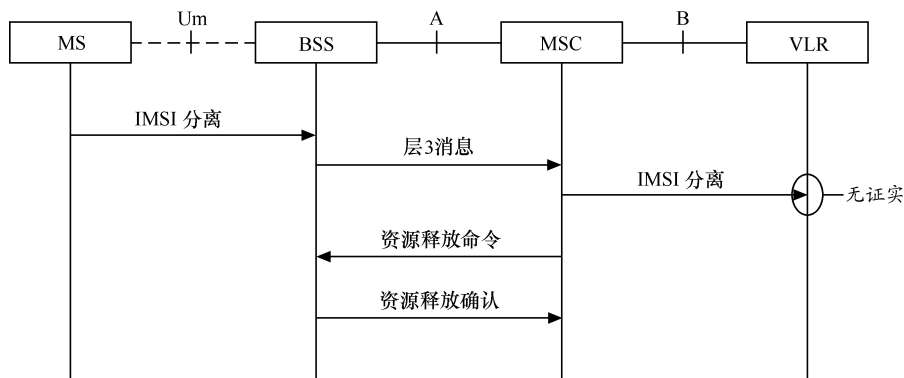 Um A B
MS BSS MSC VLR
IMSI 分离
层3消息
IMSI 分离
无证实
资源释放命令
资源释放确认